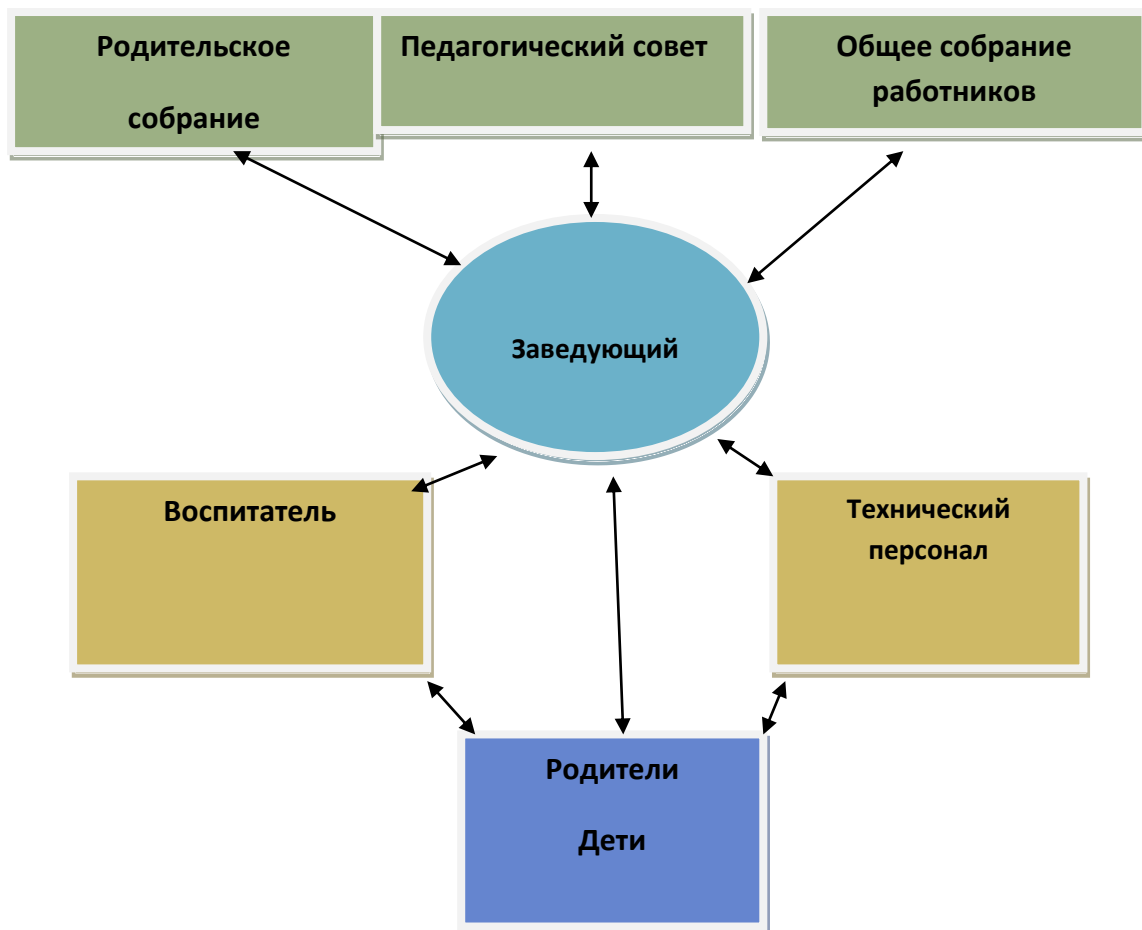 Родительское
собрание
Педагогический совет
Общее собрание
работников
Заведующий
Воспитатель
Технический
персонал
Родители
Дети